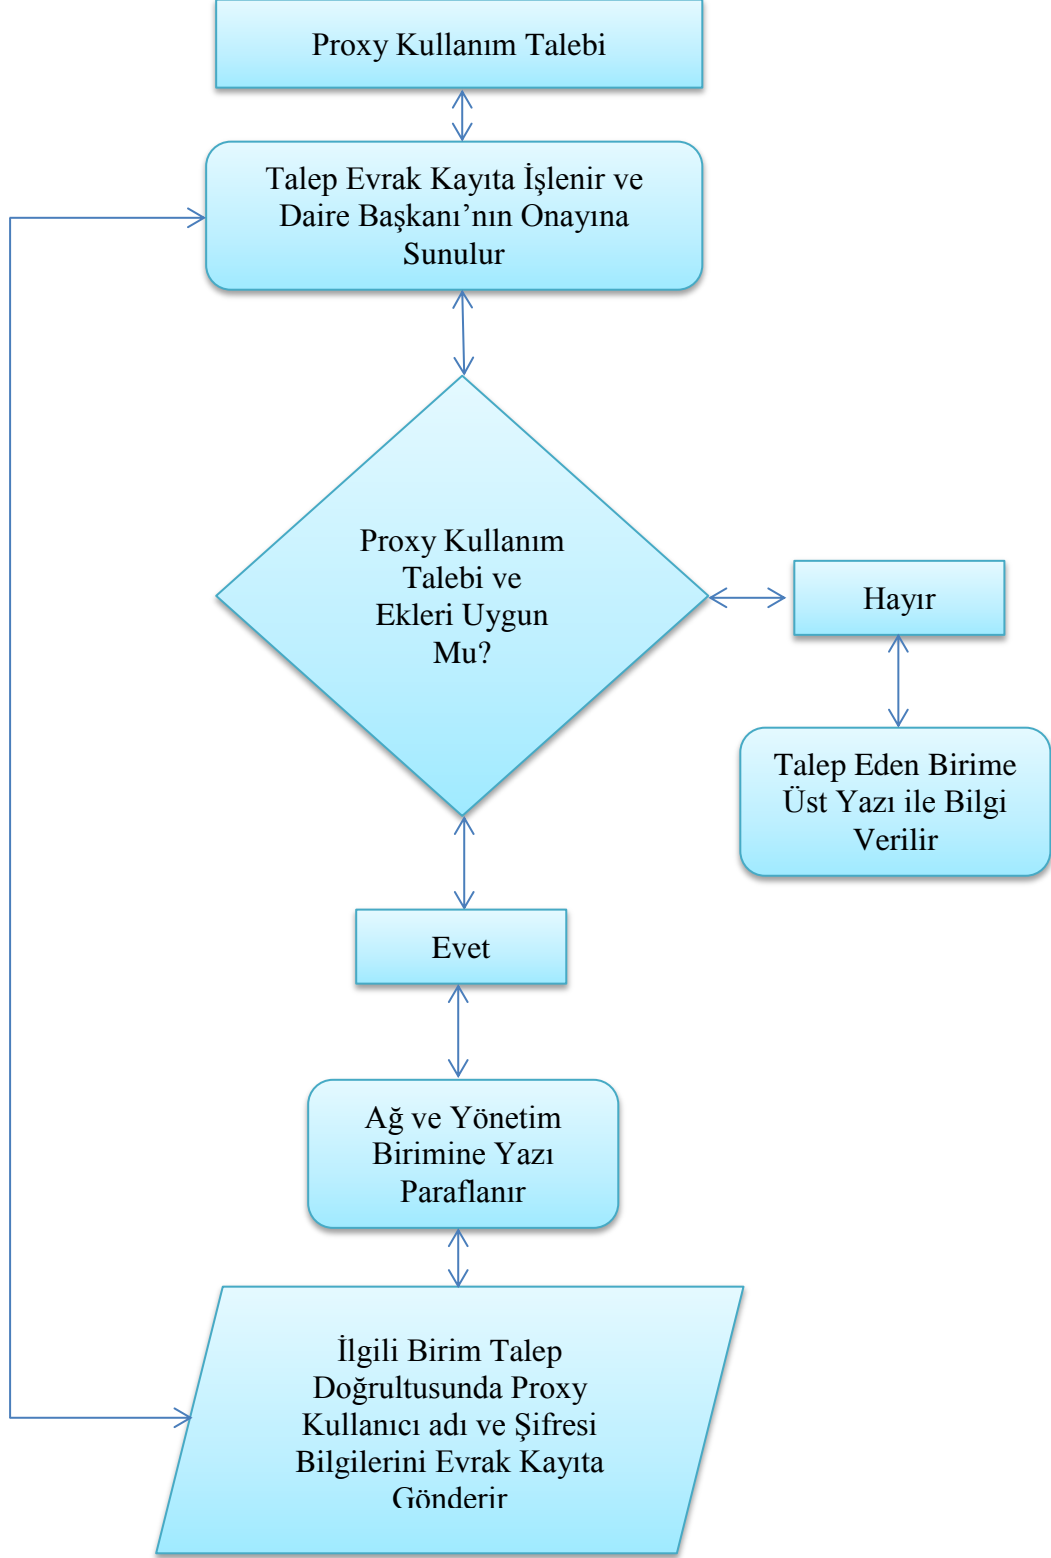 Proxy Kullanım Talebi
Talep Evrak Kayıta İşlenir ve
Daire Başkanı’nın Onayına
Sunulur
Proxy Kullanım
Talebi ve
Ekleri Uygun
Mu?
Hayır
Talep Eden Birime
Üst Yazı ile Bilgi
Verilir
Evet
Ağ ve Yönetim
Birimine Yazı
Paraflanır
İlgili Birim Talep
Doğrultusunda Proxy
Kullanıcı adı ve Şifresi
Bilgilerini Evrak Kayıta
Gönderir